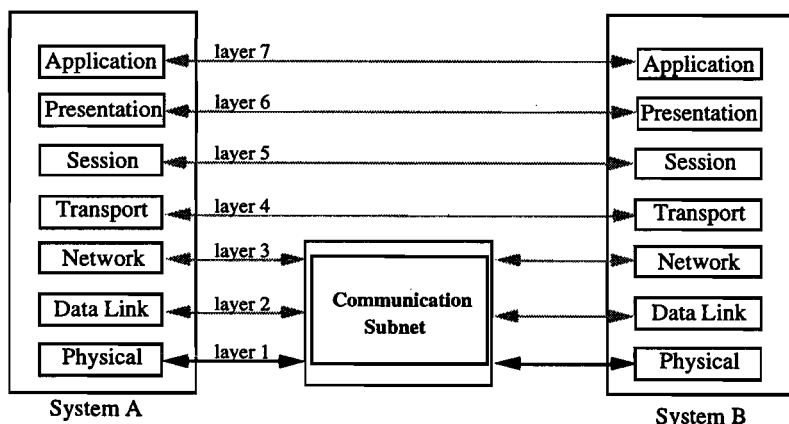 Application layer 7 Application
Presentation layer 6 Presentation
Session layer 5 Session
Transport layer 4 Transport
Network layer 3 Network
Data Link layer 2 Communication Subnet Data Link
Physical layer 1 Physical
System A System B